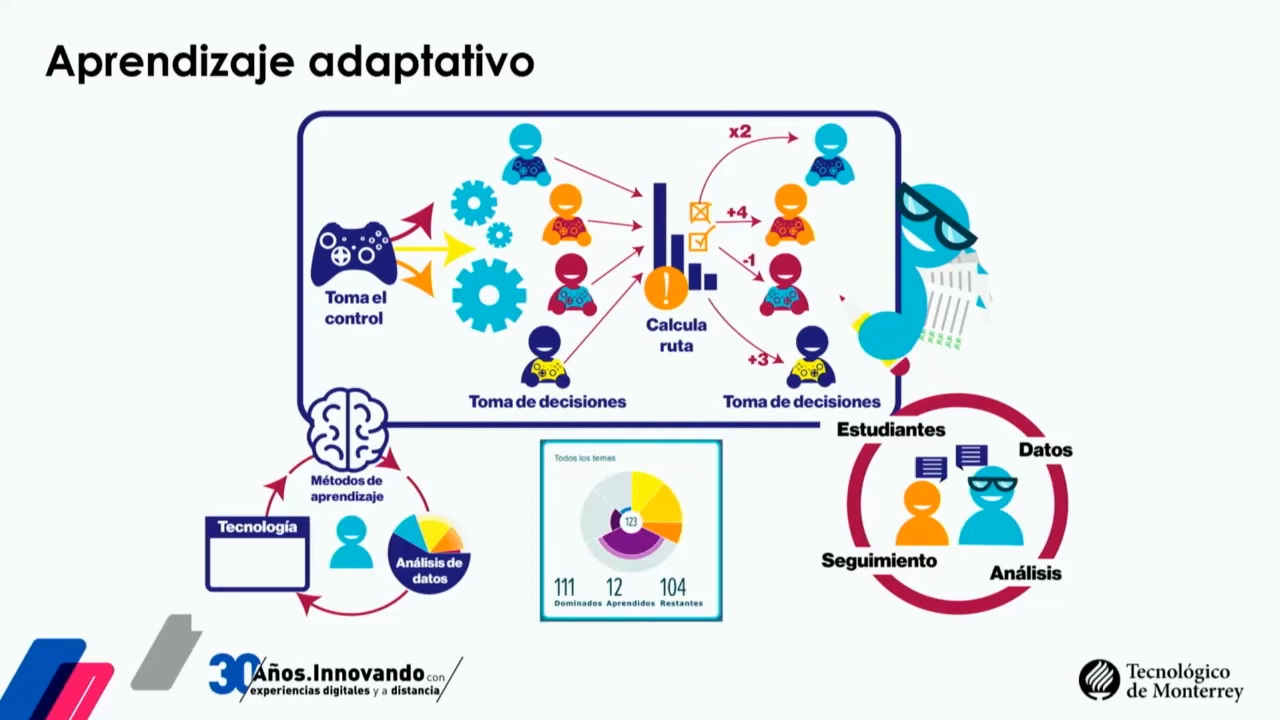 Aprendizaje adaptativo
x2
+4
-1
+3
Toma el
control
Calcula
ruta
Toma de decisiones
Toma de decisiones
Métodos de
aprendizaje
Tecnología
Análisis de
datos
Todos los temas
123
111
12
104
Dominados
Aprendidos
Restantes
Estudiantes
Datos
Seguimiento
Análisis
30 Años.Innovando con
experiencias digitales y a distancia
Tecnológico
de Monterrey